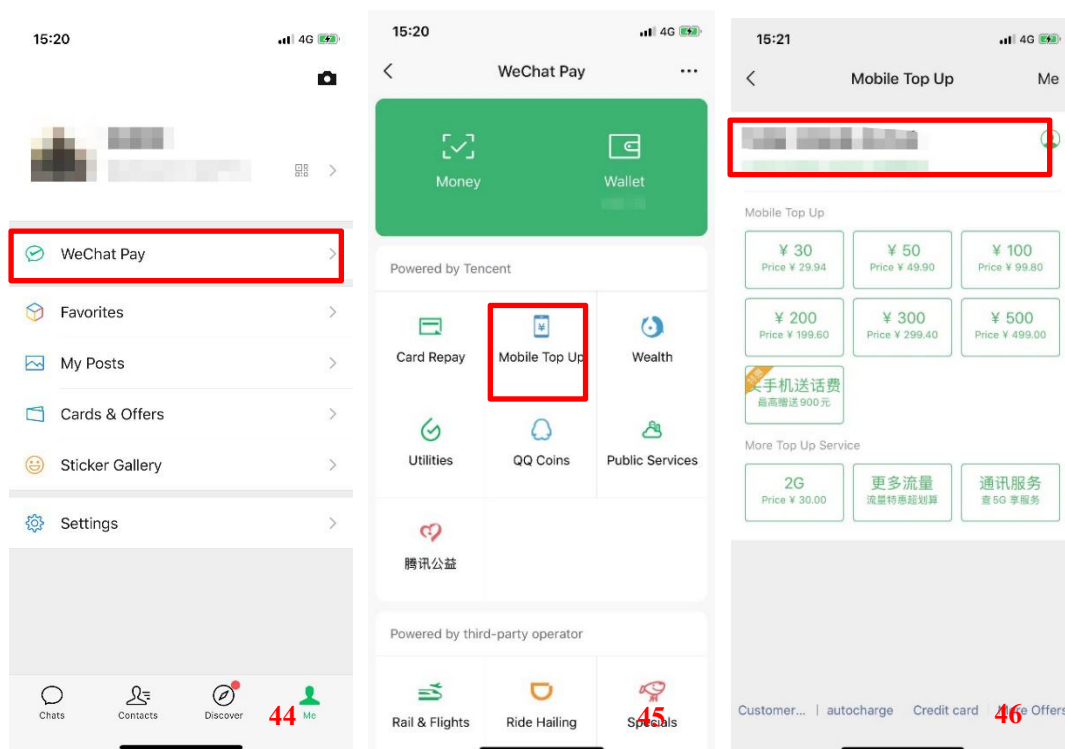 15:20
4G
WeChat Pay
Favorites
My Posts
Cards & Offers
Sticker Gallery
Settings
Chats
Contacts
Discover
Me
44
15:20
4G
WeChat Pay
Money
Wallet
Powered by Tencent
Card Repay
Mobile Top Up
Wealth
Utilities
QQ Coins
Public Services
腾讯公益
Powered by third-party operator
Rail & Flights
Ride Hailing
Specials
45
15:21
4G
Mobile Top Up
Me
Mobile Top Up
¥ 30
Price ¥ 29.94
¥ 50
Price ¥ 49.90
¥ 100
Price ¥ 99.80
¥ 200
Price ¥ 199.60
¥ 300
Price ¥ 299.40
¥ 500
Price ¥ 499.00
买手机送话费
最高赠送900元
More Top Up Service
2G
Price ¥ 30.00
更多流量
流量特惠超划算
通讯服务
查5G 享服务
Customer... | autocharge Credit card More Offers
46